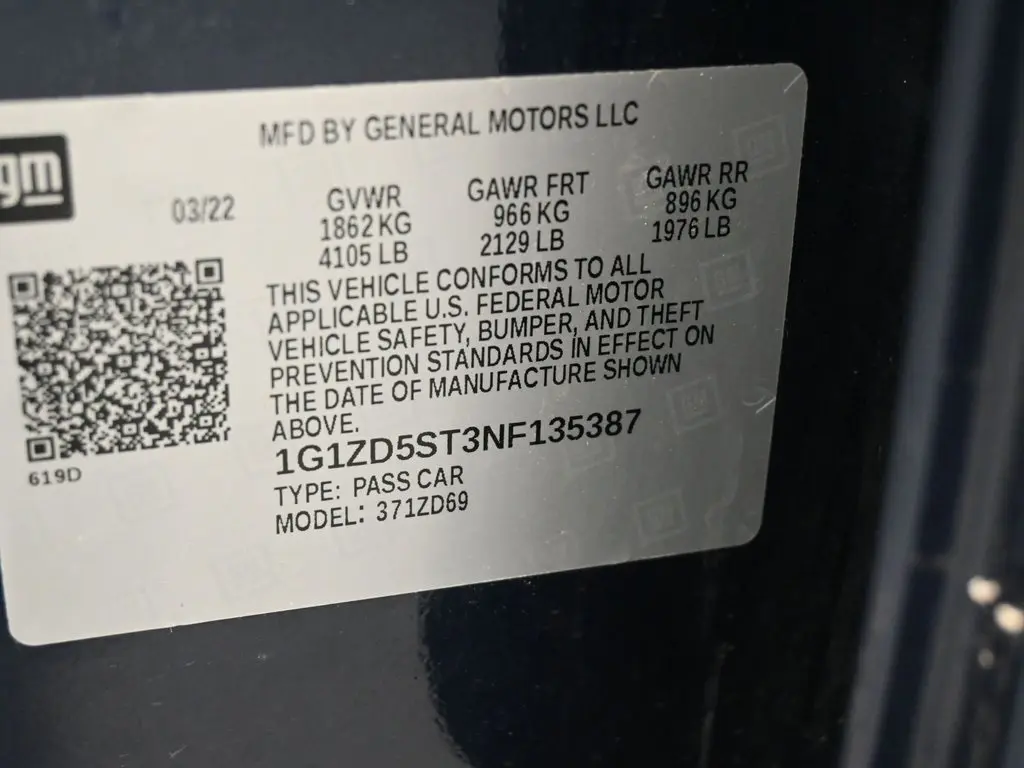 MFD BY GENERAL MOTORS LLC
gm
03/22
GVWR GAWR FRT GAWR RR
1862 KG 966 KG 896 KG
4105 LB 2129 LB 1976 LB
THIS VEHICLE CONFORMS TO ALL
APPLICABLE U.S. FEDERAL MOTOR
VEHICLE SAFETY, BUMPER, AND THEFT
PREVENTION STANDARDS IN EFFECT ON
THE DATE OF MANUFACTURE SHOWN
ABOVE.
1G1ZD5ST3NF135387
619D
TYPE: PASS CAR
MODEL: 371ZD69